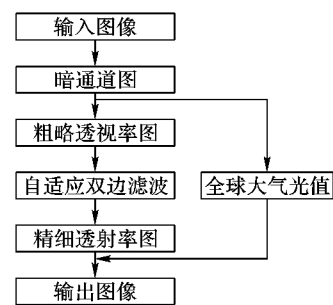 输入图像
暗通道图
粗略透视率图
自适应双边滤波
全球大气光值
精细透射率图
输出图像